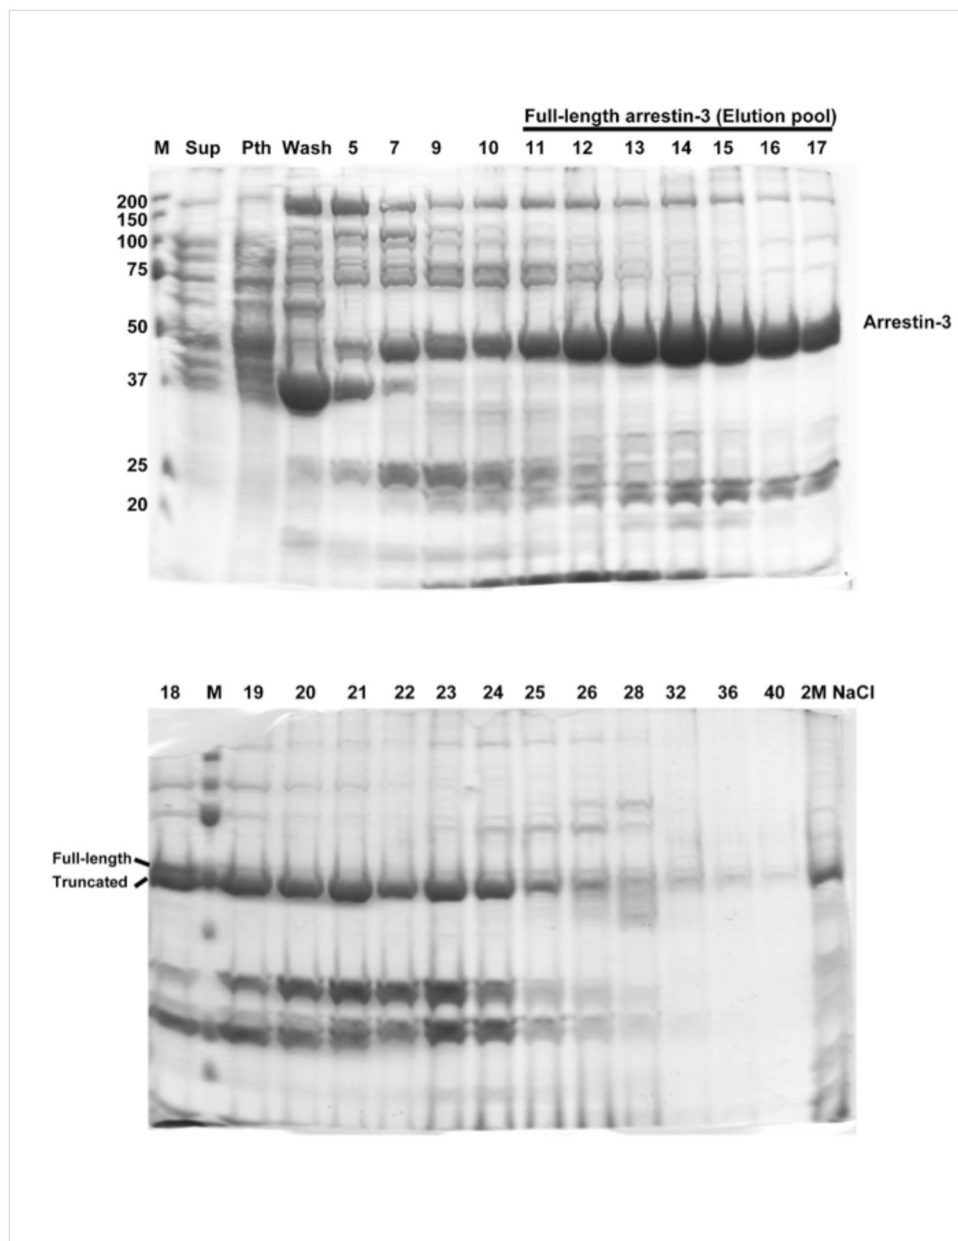 Full-length arrestin-3 (Elution pool)
M Sup Pth Wash 5 7 9 10 11 12 13 14 15 16 17
200
150
100
75
50
Arrestin-3
37
25
20
18 M 19 20 21 22 23 24 25 26 28 32 36 40 2M NaCl
Full-length
Truncated